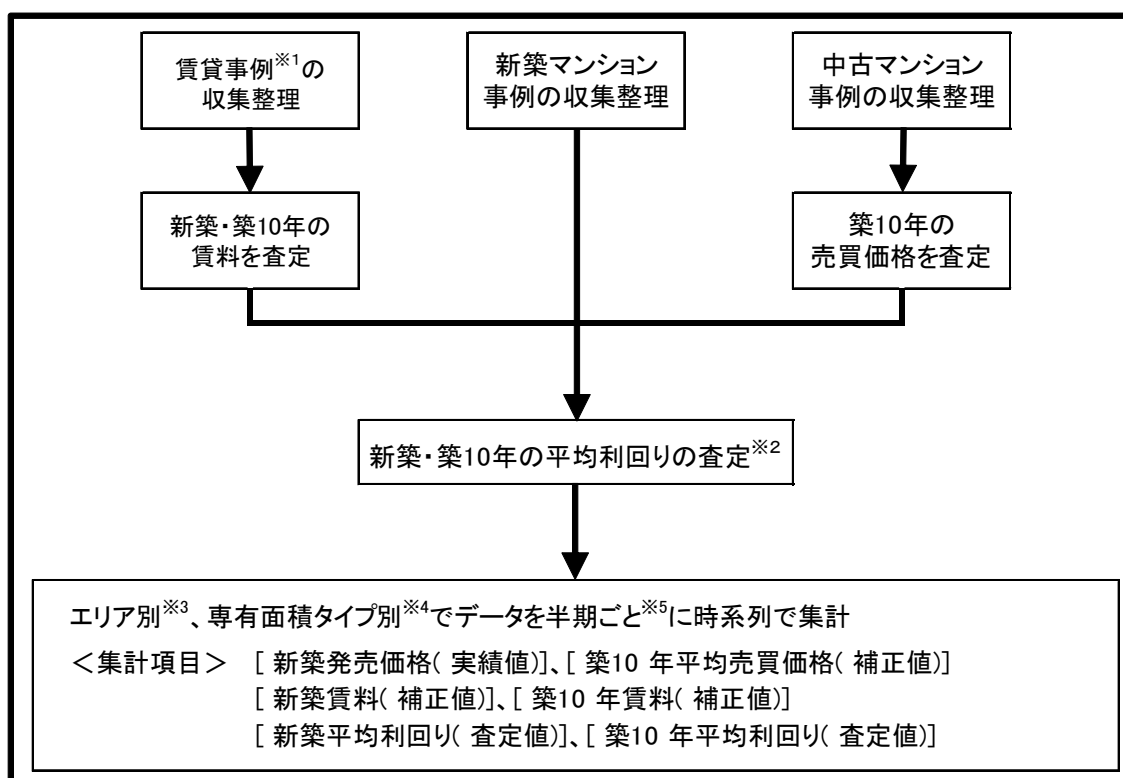 賃貸事例※1の
収集整理
新築マンション
事例の収集整理
中古マンション
事例の収集整理
新築・築10年の
賃料を査定
築10年の
売買価格を査定
新築・築10年の平均利回りの査定※2
エリア別※3、専有面積タイプ別※4でデータを半期ごと※5に時系列で集計
＜集計項目＞ [ 新築発売価格( 実績値)]、[ 築10 年平均売買価格( 補正値)]
[ 新築賃料( 補正値)]、[ 築10 年賃料( 補正値)]
[ 新築平均利回り( 査定値)]、[ 築10 年平均利回り( 査定値)]